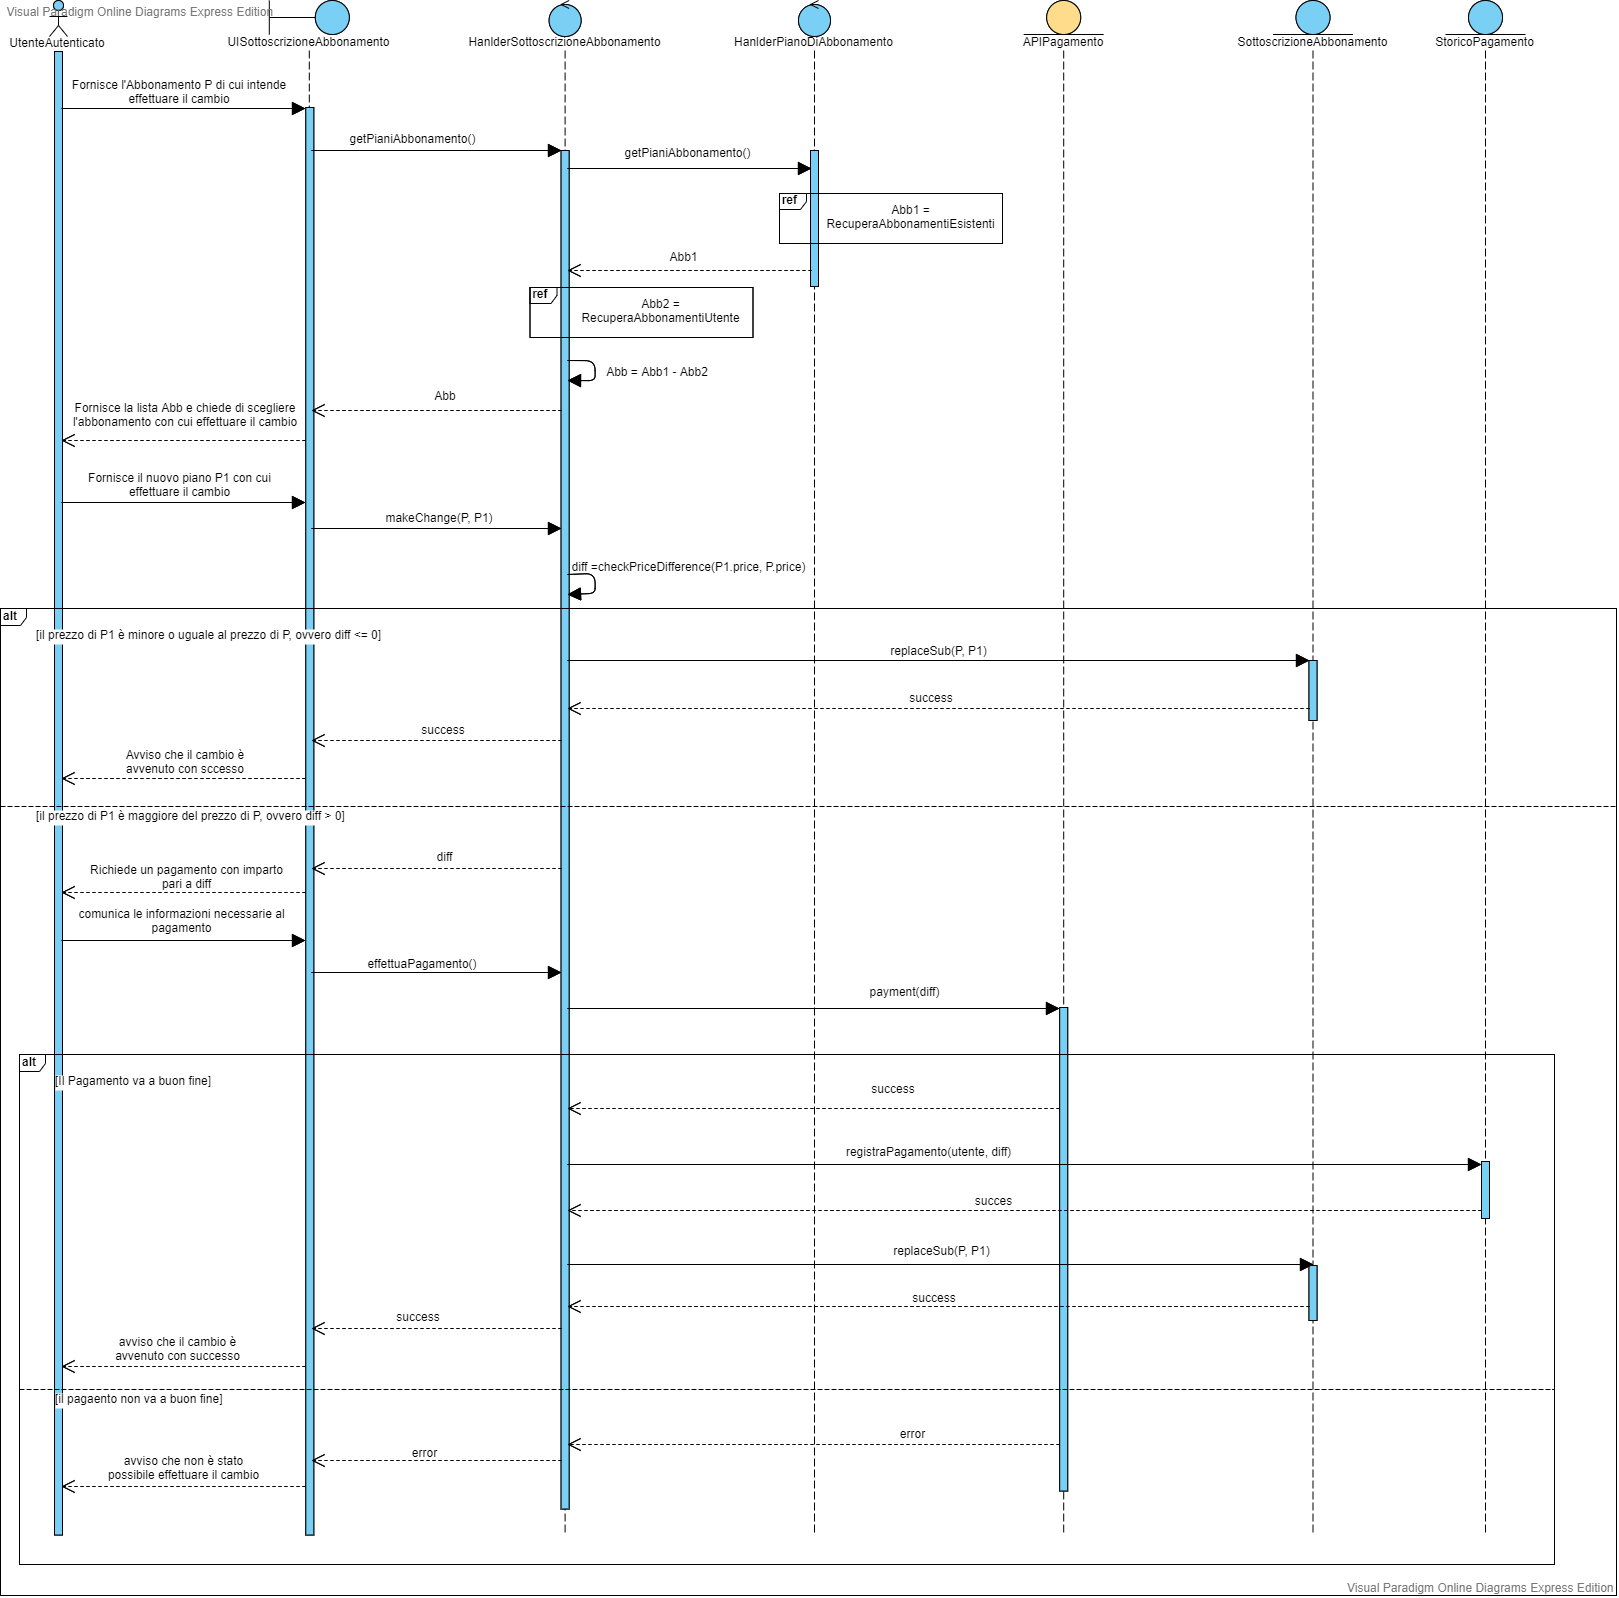 Visual Paradigm Online Diagrams Express Edition
UtenteAutenticato
UISottoscrizioneAbbonamento
HanlderSottoscrizioneAbbonamento
HanlderPianoDiAbbonamento
APIPagamento
SottoscrizioneAbbonamento
StoricoPagamento
Fornisce l'Abbonamento P di cui intende
effettuare il cambio
getPianiAbbonamento()
getPianiAbbonamento()
ref
Abb1 =
RecuperaAbbonamentiEsistenti
Abb1
ref
Abb2 =
RecuperaAbbonamentiUtente
Abb = Abb1 - Abb2
Abb
Fornisce la lista Abb e chiede di scegliere
l'abbonamento con cui effettuare il cambio
Fornisce il nuovo piano P1 con cui
effettuare il cambio
makeChange(P, P1)
diff =checkPriceDifference(P1.price, P.price)
alt
[il prezzo di P1 è minore o uguale al prezzo di P, ovvero diff <= 0]
replaceSub(P, P1)
success
success
Avviso che il cambio è
avvenuto con sccesso
[il prezzo di P1 è maggiore del prezzo di P, ovvero diff > 0]
diff
Richiede un pagamento con imparto
pari a diff
comunica le informazioni necessarie al
pagamento
effettuaPagamento()
payment(diff)
alt
[Il Pagamento va a buon fine]
success
registraPagamento(utente, diff)
succes
replaceSub(P, P1)
success
success
avviso che il cambio è
avvenuto con successo
[il pagaento non va a buon fine]
error
error
avviso che non è stato
possibile effettuare il cambio
Visual Paradigm Online Diagrams Express Edition